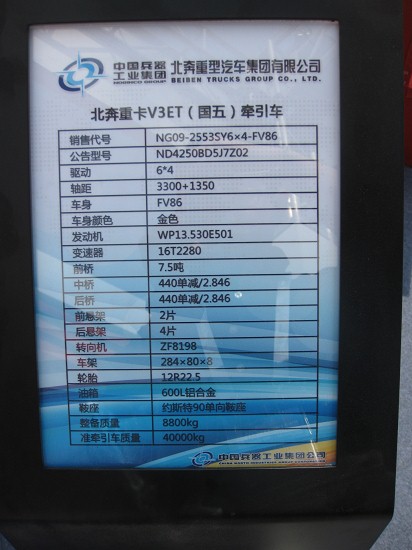 中国兵器
工业集团
NORINCO GROUP
北奔重型汽车集团有限公司
BEIBEN TRUCKS GROUP CO., LTD.
北奔重卡V3ET（国五）牵引车
销售代号 NG09-2553SY6×4-FV86
公告型号 ND4250BD5J7Z02
驱动 6*4
轴距 3300+1350
车身 FV86
车身颜色 金色
发动机 WP13.530E501
变速器 16T2280
前桥 7.5吨
中桥 440单减/2.846
后桥 440单减/2.846
前悬架 2片
后悬架 4片
转向机 ZF8198
车架 284×80×8
轮胎 12R22.5
油箱 600L铝合金
鞍座 约斯特90单向鞍座
整备质量 8800kg
准牵引车质量 40000kg
中国兵器工业集团公司
CHINA NORTH INDUSTRIES GROUP CORPORATION